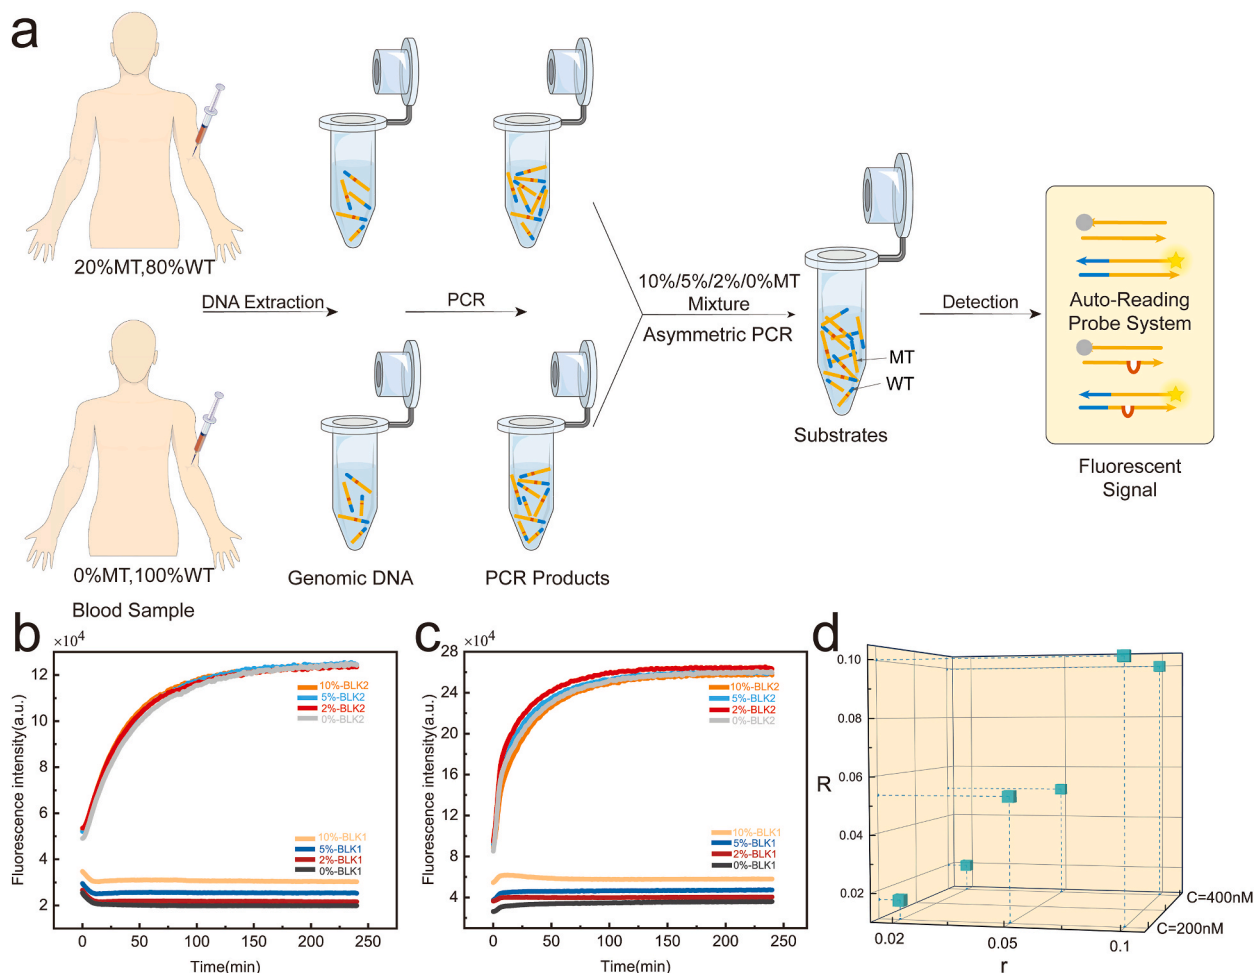 a
20%MT,80%WT
DNA Extraction
PCR
10%/5%/2%/0%MT
Mixture
Asymmetric PCR
MT
WT
Substrates
Detection
Auto-Reading
Probe System
Fluorescent
Signal
0%MT,100%WT
Blood Sample
Genomic DNA
PCR Products
b
×10⁴
Fluorescence intensity(a.u.)
12
10
8
6
4
2
10%-BLK2
5%-BLK2
2%-BLK2
0%-BLK2
10%-BLK1
5%-BLK1
2%-BLK1
0%-BLK1
0
50
100
150
200
250
Time(min)
c
×10⁴
Fluorescence intensity(a.u.)
28
24
20
16
12
8
4
10%-BLK2
5%-BLK2
2%-BLK2
0%-BLK2
10%-BLK1
5%-BLK1
2%-BLK1
0%-BLK1
0
50
100
150
200
250
Time(min)
d
R
0.10
0.08
0.06
0.04
0.02
0.02
0.05
0.1
r
C=400nM
C=200nM